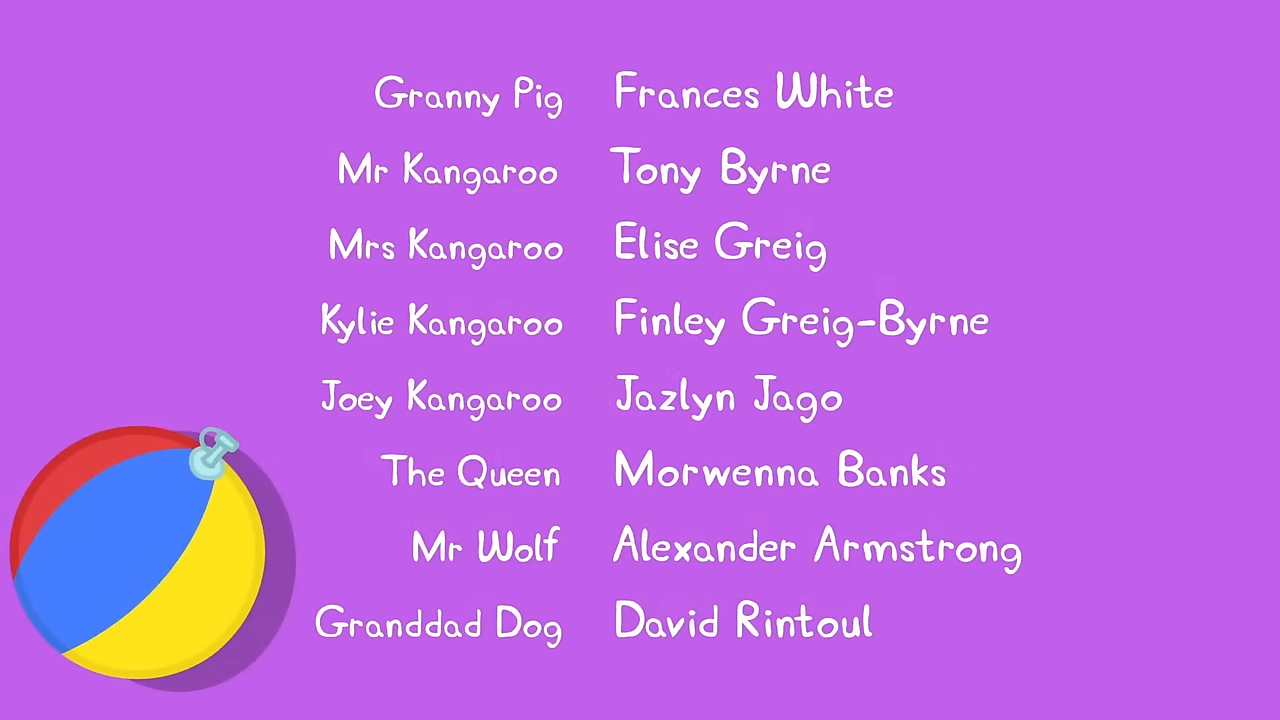 Granny Pig Frances White
Mr Kangaroo Tony Byrne
Mrs Kangaroo Elise Greig
Kylie Kangaroo Finley Greig-Byrne
Joey Kangaroo Jazlyn Jago
The Queen Morwenna Banks
Mr Wolf Alexander Armstrong
Granddad Dog David Rintoul